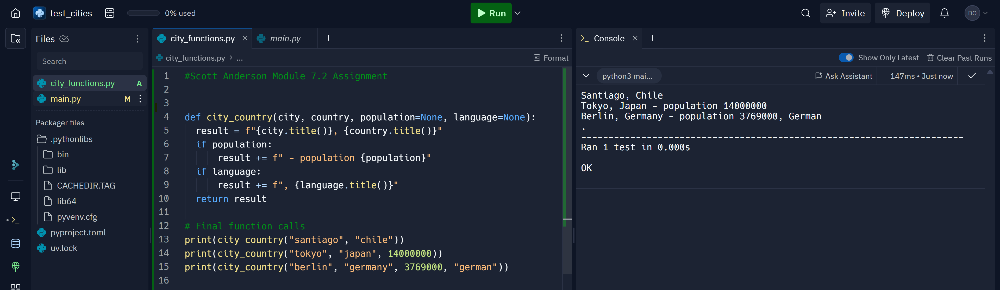 test_cities
0% used
Run
Invite
Deploy
DO
Files
Search
city_functions.py A
main.py M
Packager files
.pythonlibs
bin
lib
CACHEDIR.TAG
lib64
pyvenv.cfg
pyproject.toml
uv.lock
city_functions.py
main.py
city_functions.py > ...
Format
1 #Scott Anderson Module 7.2 Assignment
2
3
4 def city_country(city, country, population=None, language=None):
5 result = f"{city.title()}, {country.title()}"
6 if population:
7 result += f" - population {population}"
8 if language:
9 result += f", {language.title()}"
10 return result
11
12 # Final function calls
13 print(city_country("santiago", "chile"))
14 print(city_country("tokyo", "japan", 14000000))
15 print(city_country("berlin", "germany", 3769000, "german"))
16
Console
Show Only Latest
Clear Past Runs
python3 mai...
Ask Assistant
147ms • Just now
Santiago, Chile
Tokyo, Japan - population 14000000
Berlin, Germany - population 3769000, German
.
----------------------------------------------------------------------
Ran 1 test in 0.000s
OK